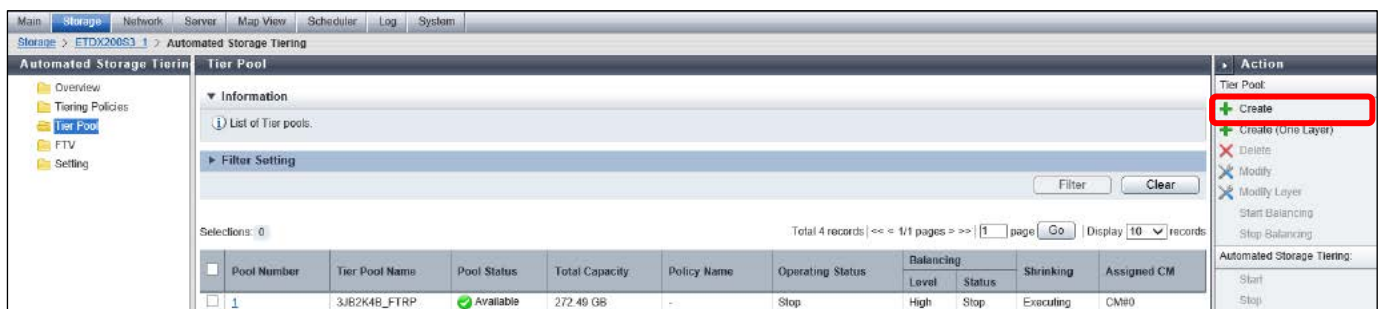 Main Storage Network Server Map View Scheduler Log System
Storage > ETDX200S3_1 > Automated Storage Tiering
Automated Storage Tierin
Overview
Tiering Policies
Tier Pool
FTV
Setting
Tier Pool
Information
List of Tier pools.
Filter Setting
Filter Clear
Selections: 0 Total 4 records | << < 1/1 pages > >> | 1 page Go | Display 10 records
Pool Number Tier Pool Name Pool Status Total Capacity Policy Name Operating Status Balancing Level Status Shrinking Assigned CM
1 3JB2K4B_FTRP Available 272.49 GB - Stop High Stop Executing CM#0
Action
Tier Pool:
Create
Create (One Layer)
Delete
Modify
Modify Layer
Start Balancing
Stop Balancing
Automated Storage Tiering:
Start
Stop